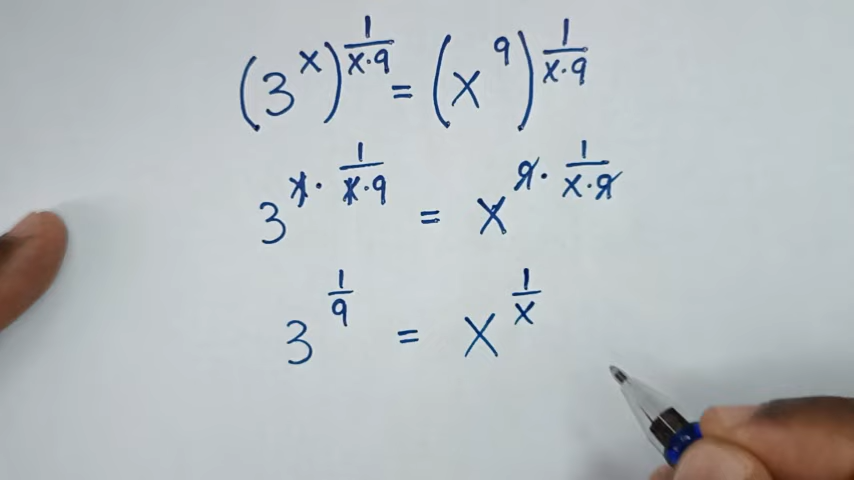 (3^x)^(1/(x·9)) = (x^9)^(1/(x·9))
3^(x · 1/(x·9)) = x^(9 · 1/(x·9))
3^(1/9) = x^(1/x)